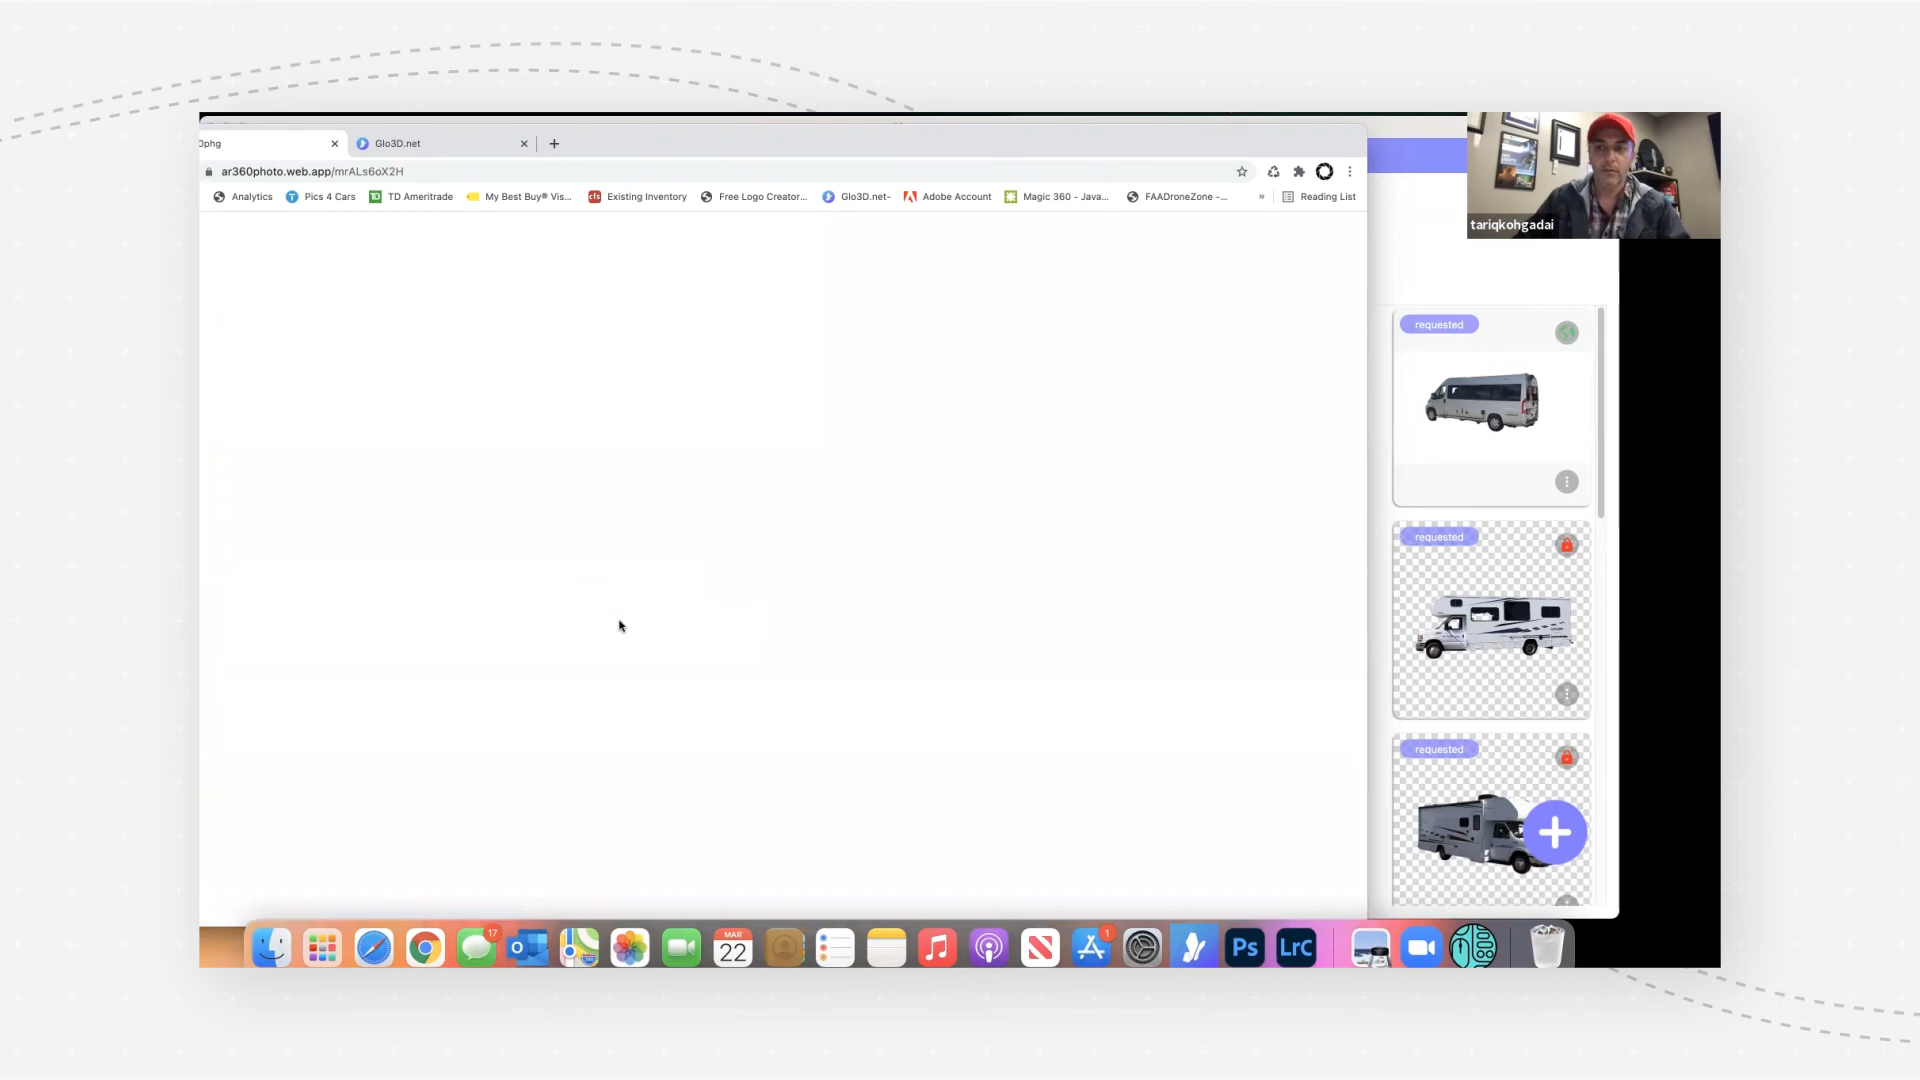 0phg
Glo3D.net
ar360photo.web.app/mrALs6oX2H
Analytics
Pics 4 Cars
TD Ameritrade
My Best Buy® Vis...
cfs
Existing Inventory
Free Logo Creator...
Glo3D.net-
Adobe Account
Magic 360 - Java...
FAADroneZone -...
»
Reading List
tariqkohgadai
requested
requested
requested
17
MAR
22
1
Ps
LrC